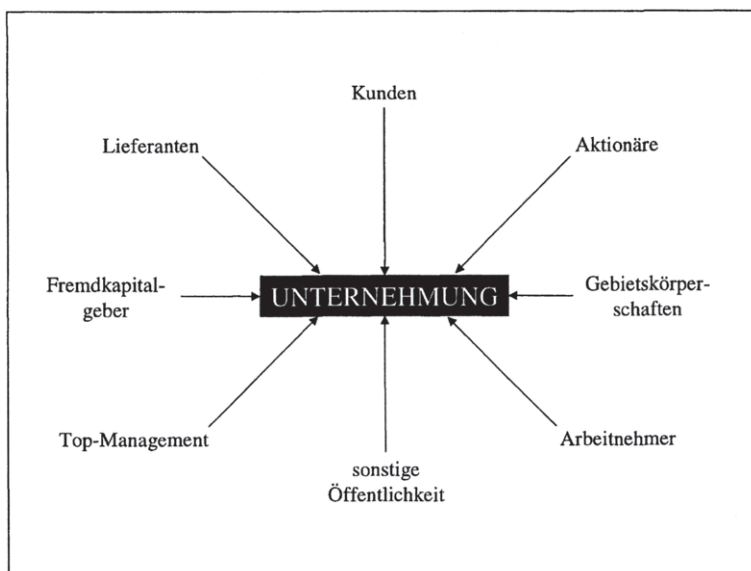 Kunden
Lieferanten
Aktionäre
Fremdkapital-
geber
UNTERNEHMUNG
Gebietskörper-
schaften
Top-Management
Arbeitnehmer
sonstige
Öffentlichkeit